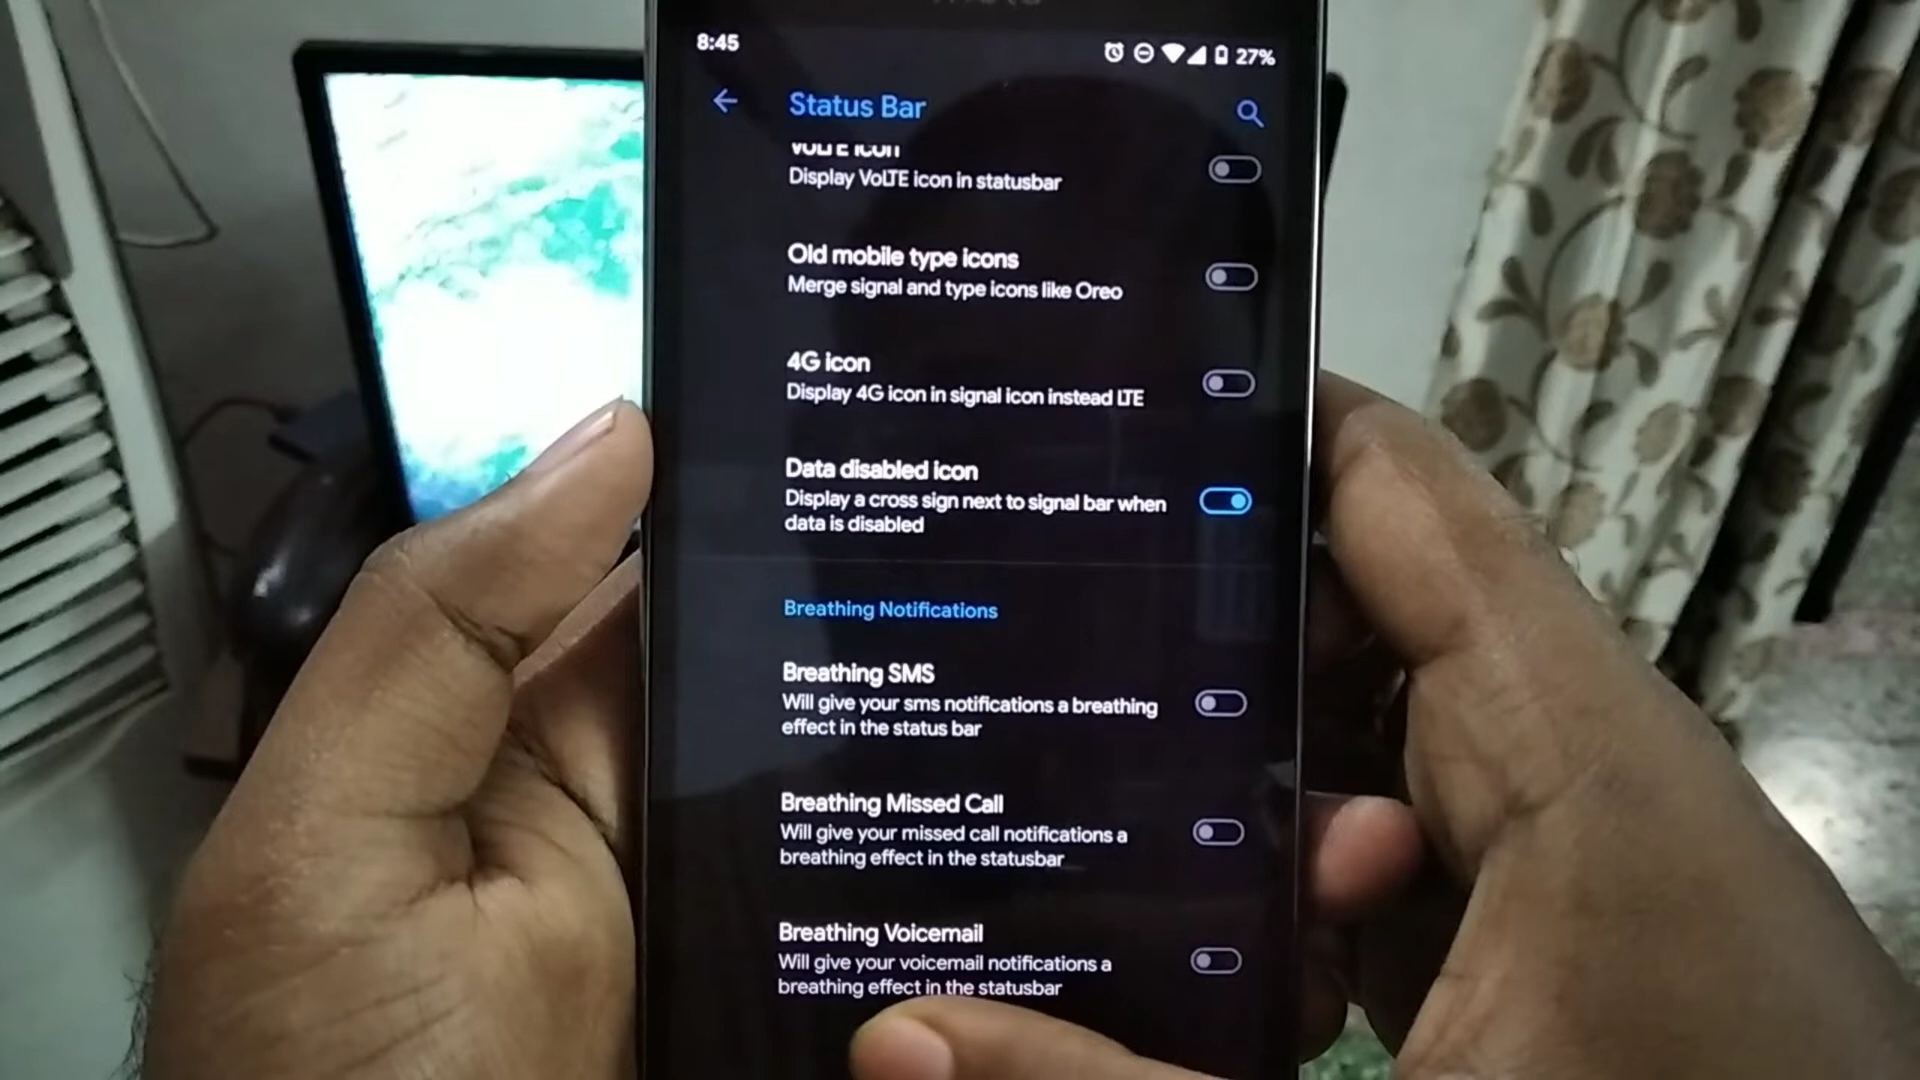 8:45
27%
Status Bar
VoLTE icon
Display VoLTE icon in statusbar
Old mobile type icons
Merge signal and type icons like Oreo
4G icon
Display 4G icon in signal icon instead LTE
Data disabled icon
Display a cross sign next to signal bar when
data is disabled
Breathing Notifications
Breathing SMS
Will give your sms notifications a breathing
effect in the status bar
Breathing Missed Call
Will give your missed call notifications a
breathing effect in the statusbar
Breathing Voicemail
Will give your voicemail notifications a
breathing effect in the statusbar